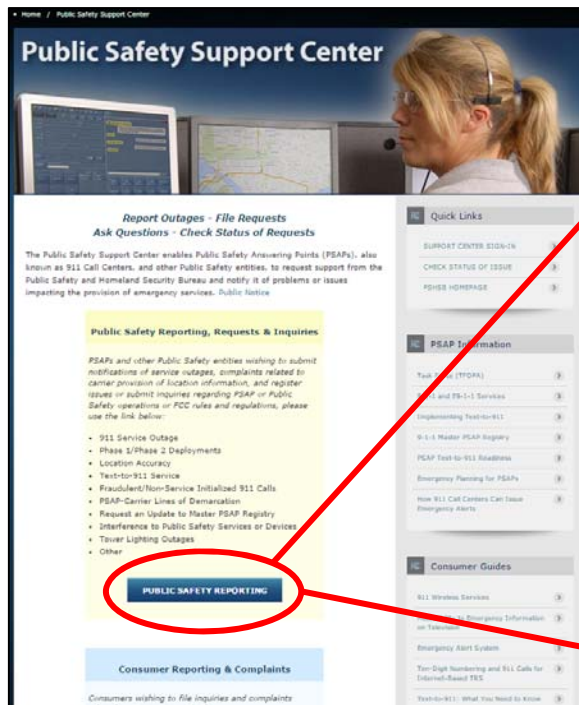 • Home / Public Safety Support Center
Public Safety Support Center
Report Outages - File Requests
Ask Questions - Check Status of Requests
The Public Safety Support Center enables Public Safety Answering Points (PSAPs), also
known as 911 Call Centers, and other Public Safety entities, to request support from the
Public Safety and Homeland Security Bureau and notify it of problems or issues
impacting the provision of emergency services. Public Notice
Public Safety Reporting, Requests & Inquiries
PSAPs and other Public Safety entities wishing to submit
notifications of service outages, complaints related to
carrier provision of location information, and register
issues or submit inquiries regarding PSAP or Public
Safety operations or FCC rules and regulations, please
use the link below:
• 911 Service Outage
• Phase 1/Phase 2 Deployments
• Location Accuracy
• Text-to-911 Service
• Fraudulent/Non-Service Initialized 911 Calls
• PSAP-Carrier Lines of Demarcation
• Request an Update to Master PSAP Registry
• Interference to Public Safety Services or Devices
• Tower Lighting Outages
• Other
PUBLIC SAFETY REPORTING
Consumer Reporting & Complaints
Consumers wishing to file inquiries and complaints
Quick Links
SUPPORT CENTER SIGN-IN
CHECK STATUS OF ISSUE
PSHSB HOMEPAGE
PSAP Information
Task (TFOPA)
and E9-1-1 Services
Implementing Text-to-911
9-1-1 Master PSAP Registry
PSAP Text-to-911 Readiness
Emergency Planning for PSAPs
How 911 Call Centers Can Issue
Emergency Alerts
Consumer Guides
911 Wireless Services
to Emergency Information
on Television
Emergency Alert System
Ten-Digit Numbering and 911 Calls for
Internet-Based TRS
Text-to-911: What You Need to Know